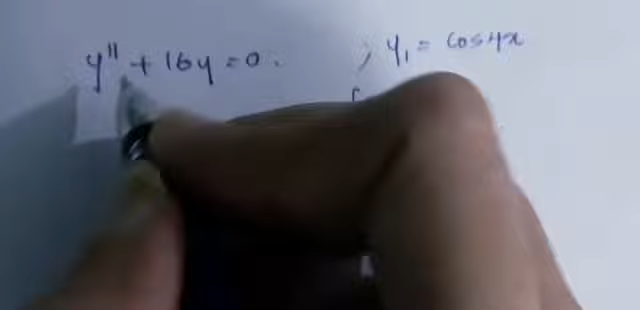 y'' + 16y = 0. ; y₁ = cos4x